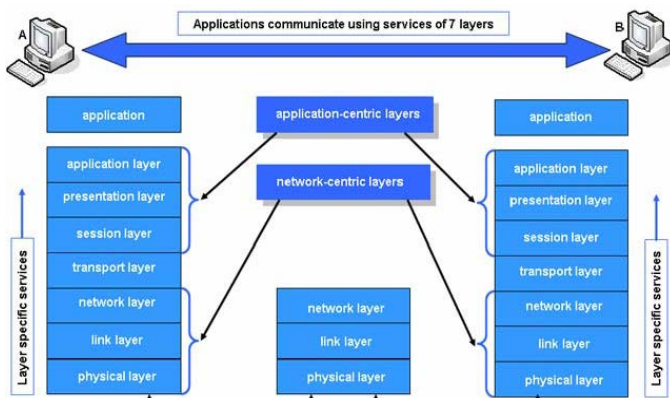 Applications communicate using services of 7 layers
A
B
application
application-centric layers
application
application layer
presentation layer
session layer
transport layer
network layer
link layer
physical layer
network-centric layers
network layer
link layer
physical layer
application layer
presentation layer
session layer
transport layer
network layer
link layer
physical layer
Layer specific services
Layer specific services